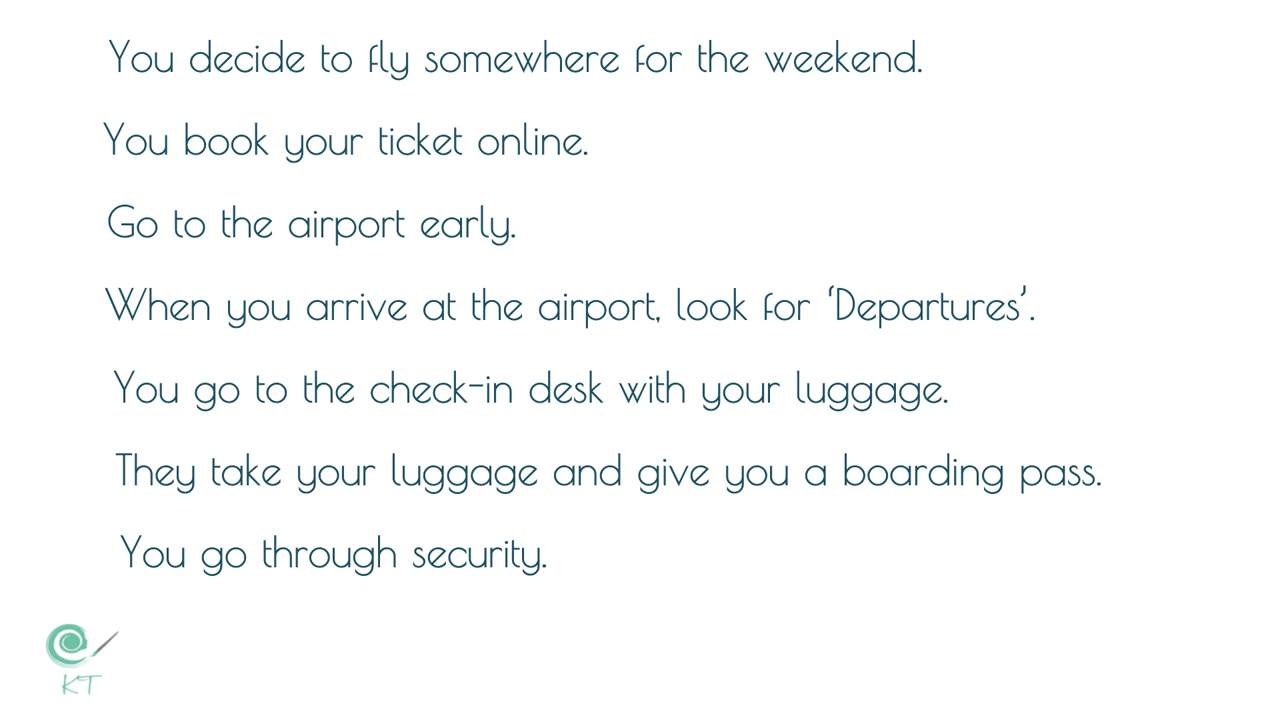 You decide to fly somewhere for the weekend.
You book your ticket online.
Go to the airport early.
When you arrive at the airport, look for ‘Departures’.
You go to the check-in desk with your luggage.
They take your luggage and give you a boarding pass.
You go through security.
KT